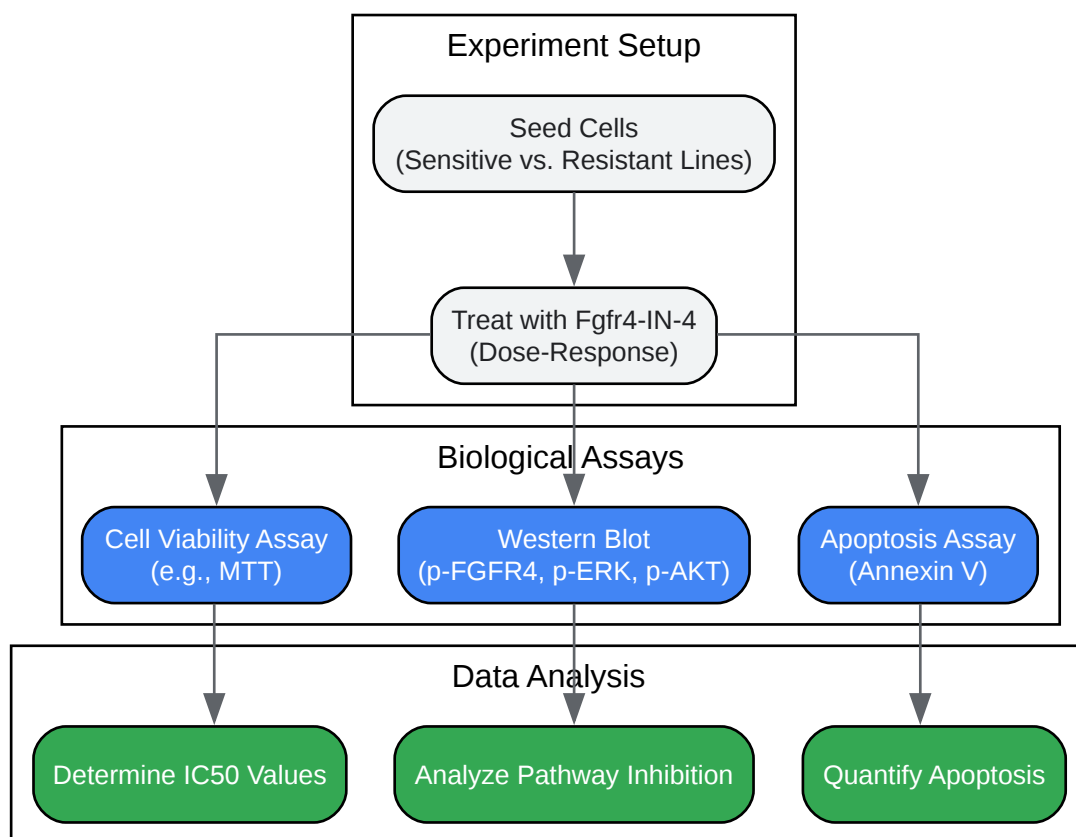 Experiment Setup
Seed Cells
(Sensitive vs. Resistant Lines)
Treat with Fgfr4-IN-4
(Dose-Response)
Biological Assays
Cell Viability Assay
(e.g., MTT)
Western Blot
(p-FGFR4, p-ERK, p-AKT)
Apoptosis Assay
(Annexin V)
Data Analysis
Determine IC50 Values
Analyze Pathway Inhibition
Quantify Apoptosis